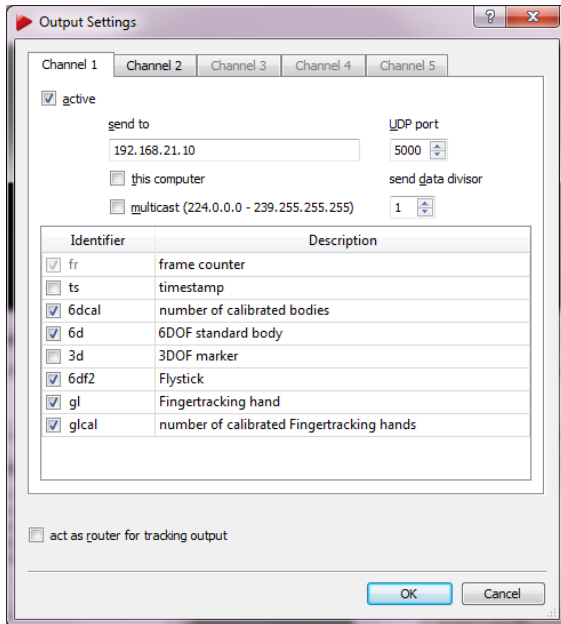 Output Settings
Channel 1 Channel 2 Channel 3 Channel 4 Channel 5
active
send to UDP port
192.168.21.10 5000
this computer send data divisor
multicast (224.0.0.0 - 239.255.255.255) 1
Identifier Description
fr frame counter
ts timestamp
6dcal number of calibrated bodies
6d 6DOF standard body
3d 3DOF marker
6df2 Flystick
gl Fingertracking hand
glcal number of calibrated Fingertracking hands
act as router for tracking output
OK Cancel